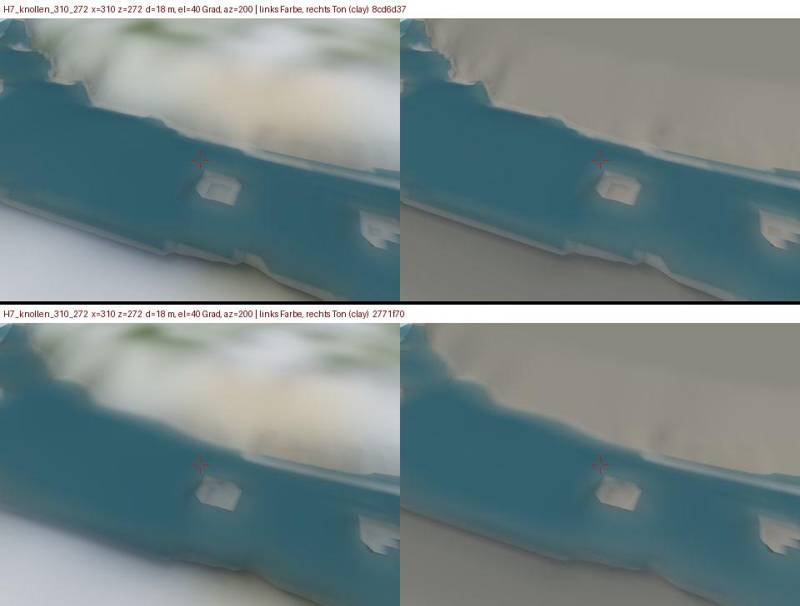 H7_knollen_310_272 x=310 z=272 d=18 m, el=40 Grad, az=200 | links Farbe, rechts Ton (clay) 8cd6d37
H7_knollen_310_272 x=310 z=272 d=18 m, el=40 Grad, az=200 | links Farbe, rechts Ton (clay) 2771f70